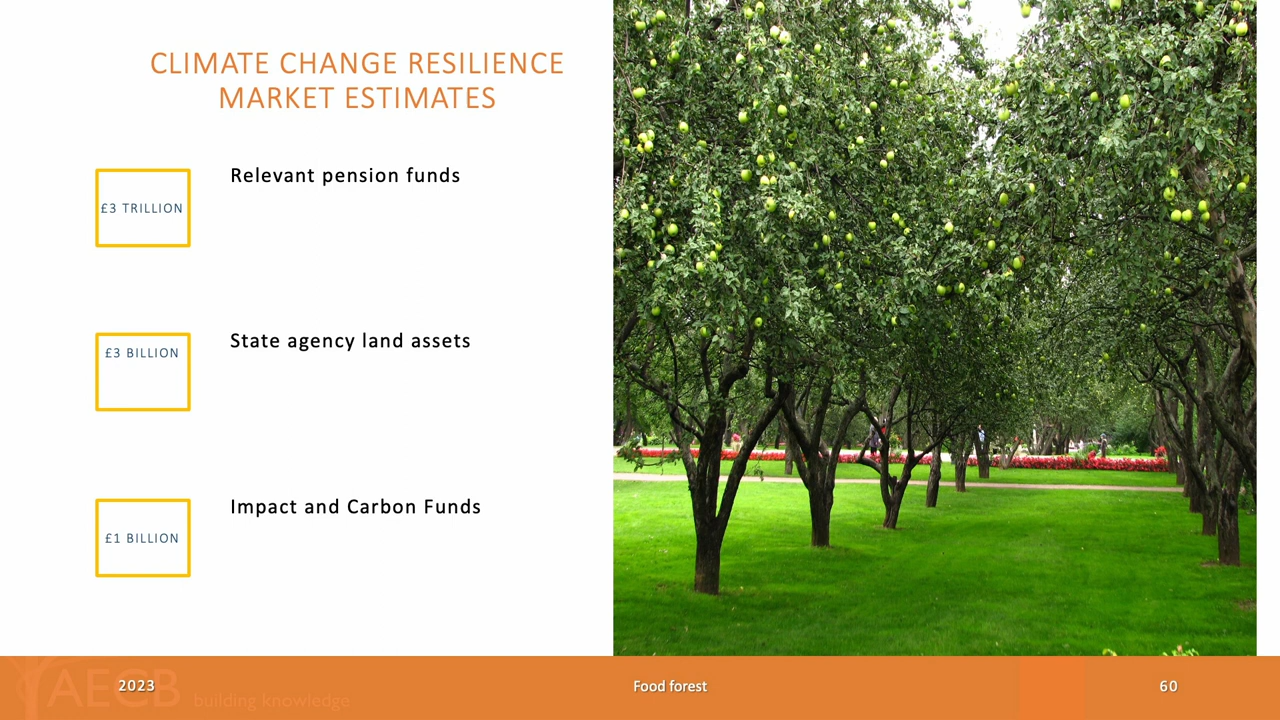 CLIMATE CHANGE RESILIENCE
MARKET ESTIMATES
£3 TRILLION
Relevant pension funds
£3 BILLION
State agency land assets
£1 BILLION
Impact and Carbon Funds
AECB building knowledge
2023
Food forest
60